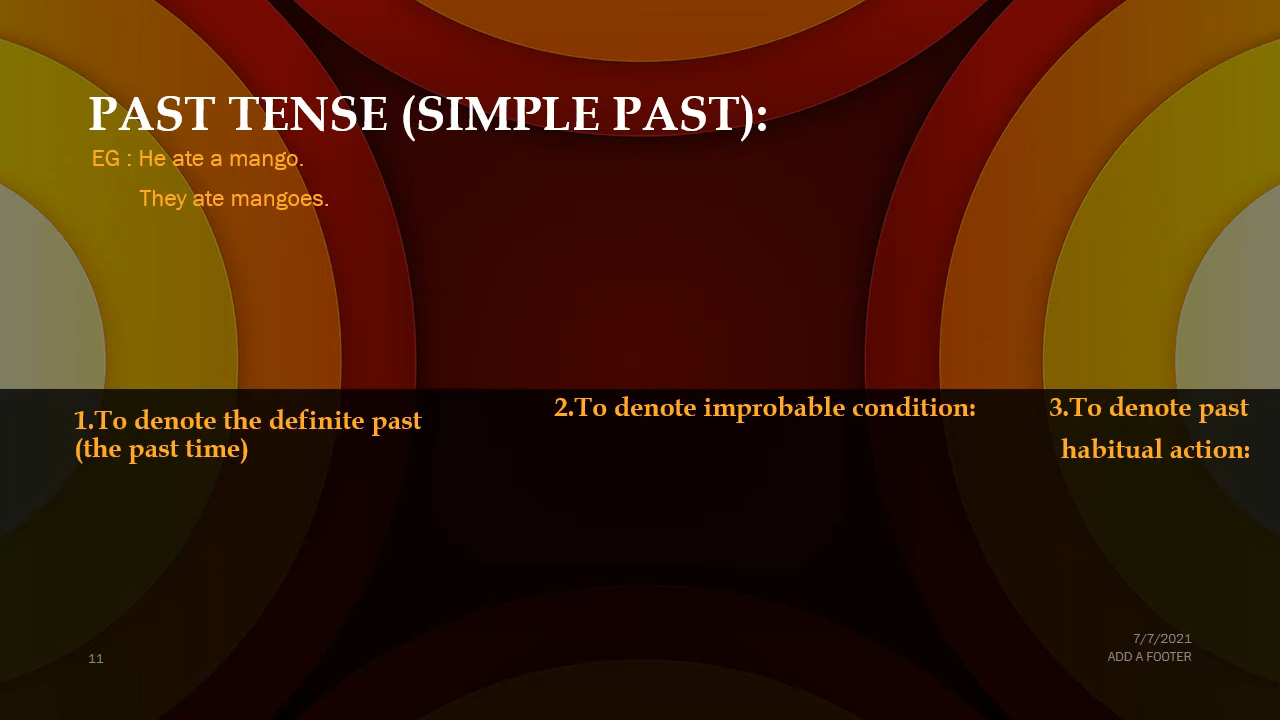 PAST TENSE (SIMPLE PAST):
EG : He ate a mango.
They ate mangoes.
1.To denote the definite past
(the past time)
2.To denote improbable condition:
3.To denote past
habitual action:
7/7/2021
11
ADD A FOOTER